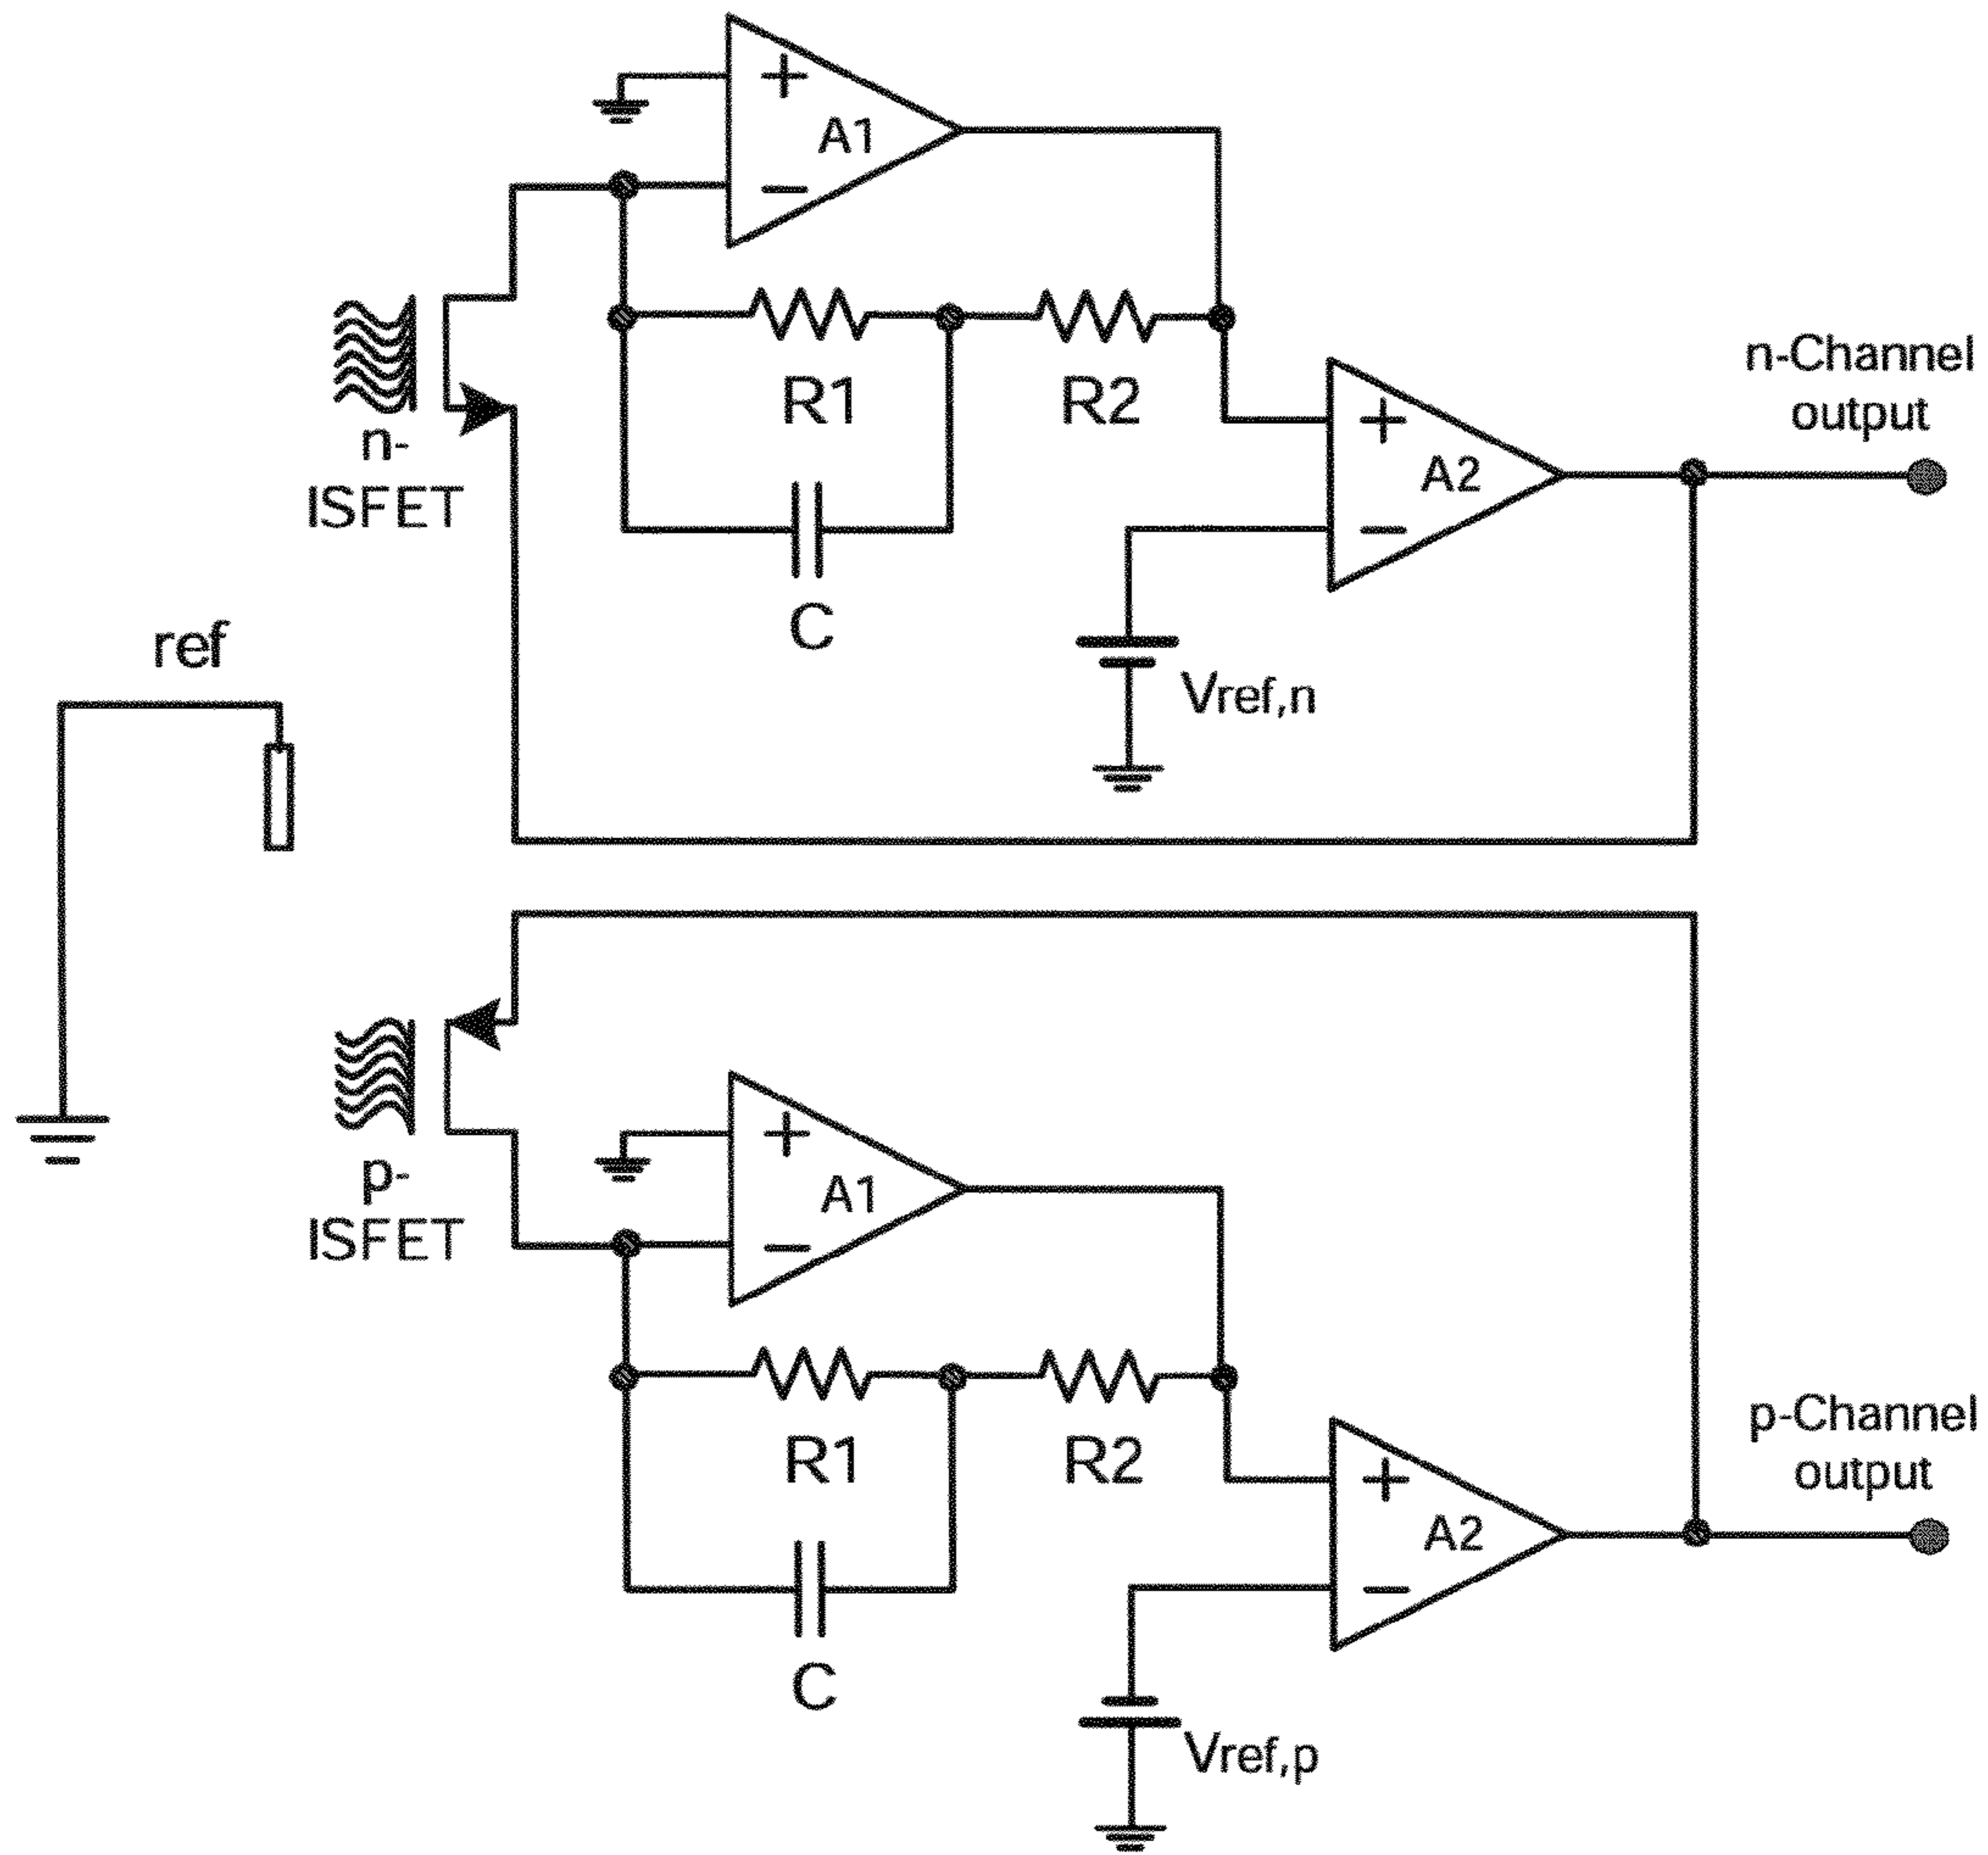 +
A1
−
R1
R2
n-
ISFET
C
+
A2
−
n-Channel
output
Vref,n
ref
p-
ISFET
+
A1
−
R1
R2
C
+
A2
−
p-Channel
output
Vref,p